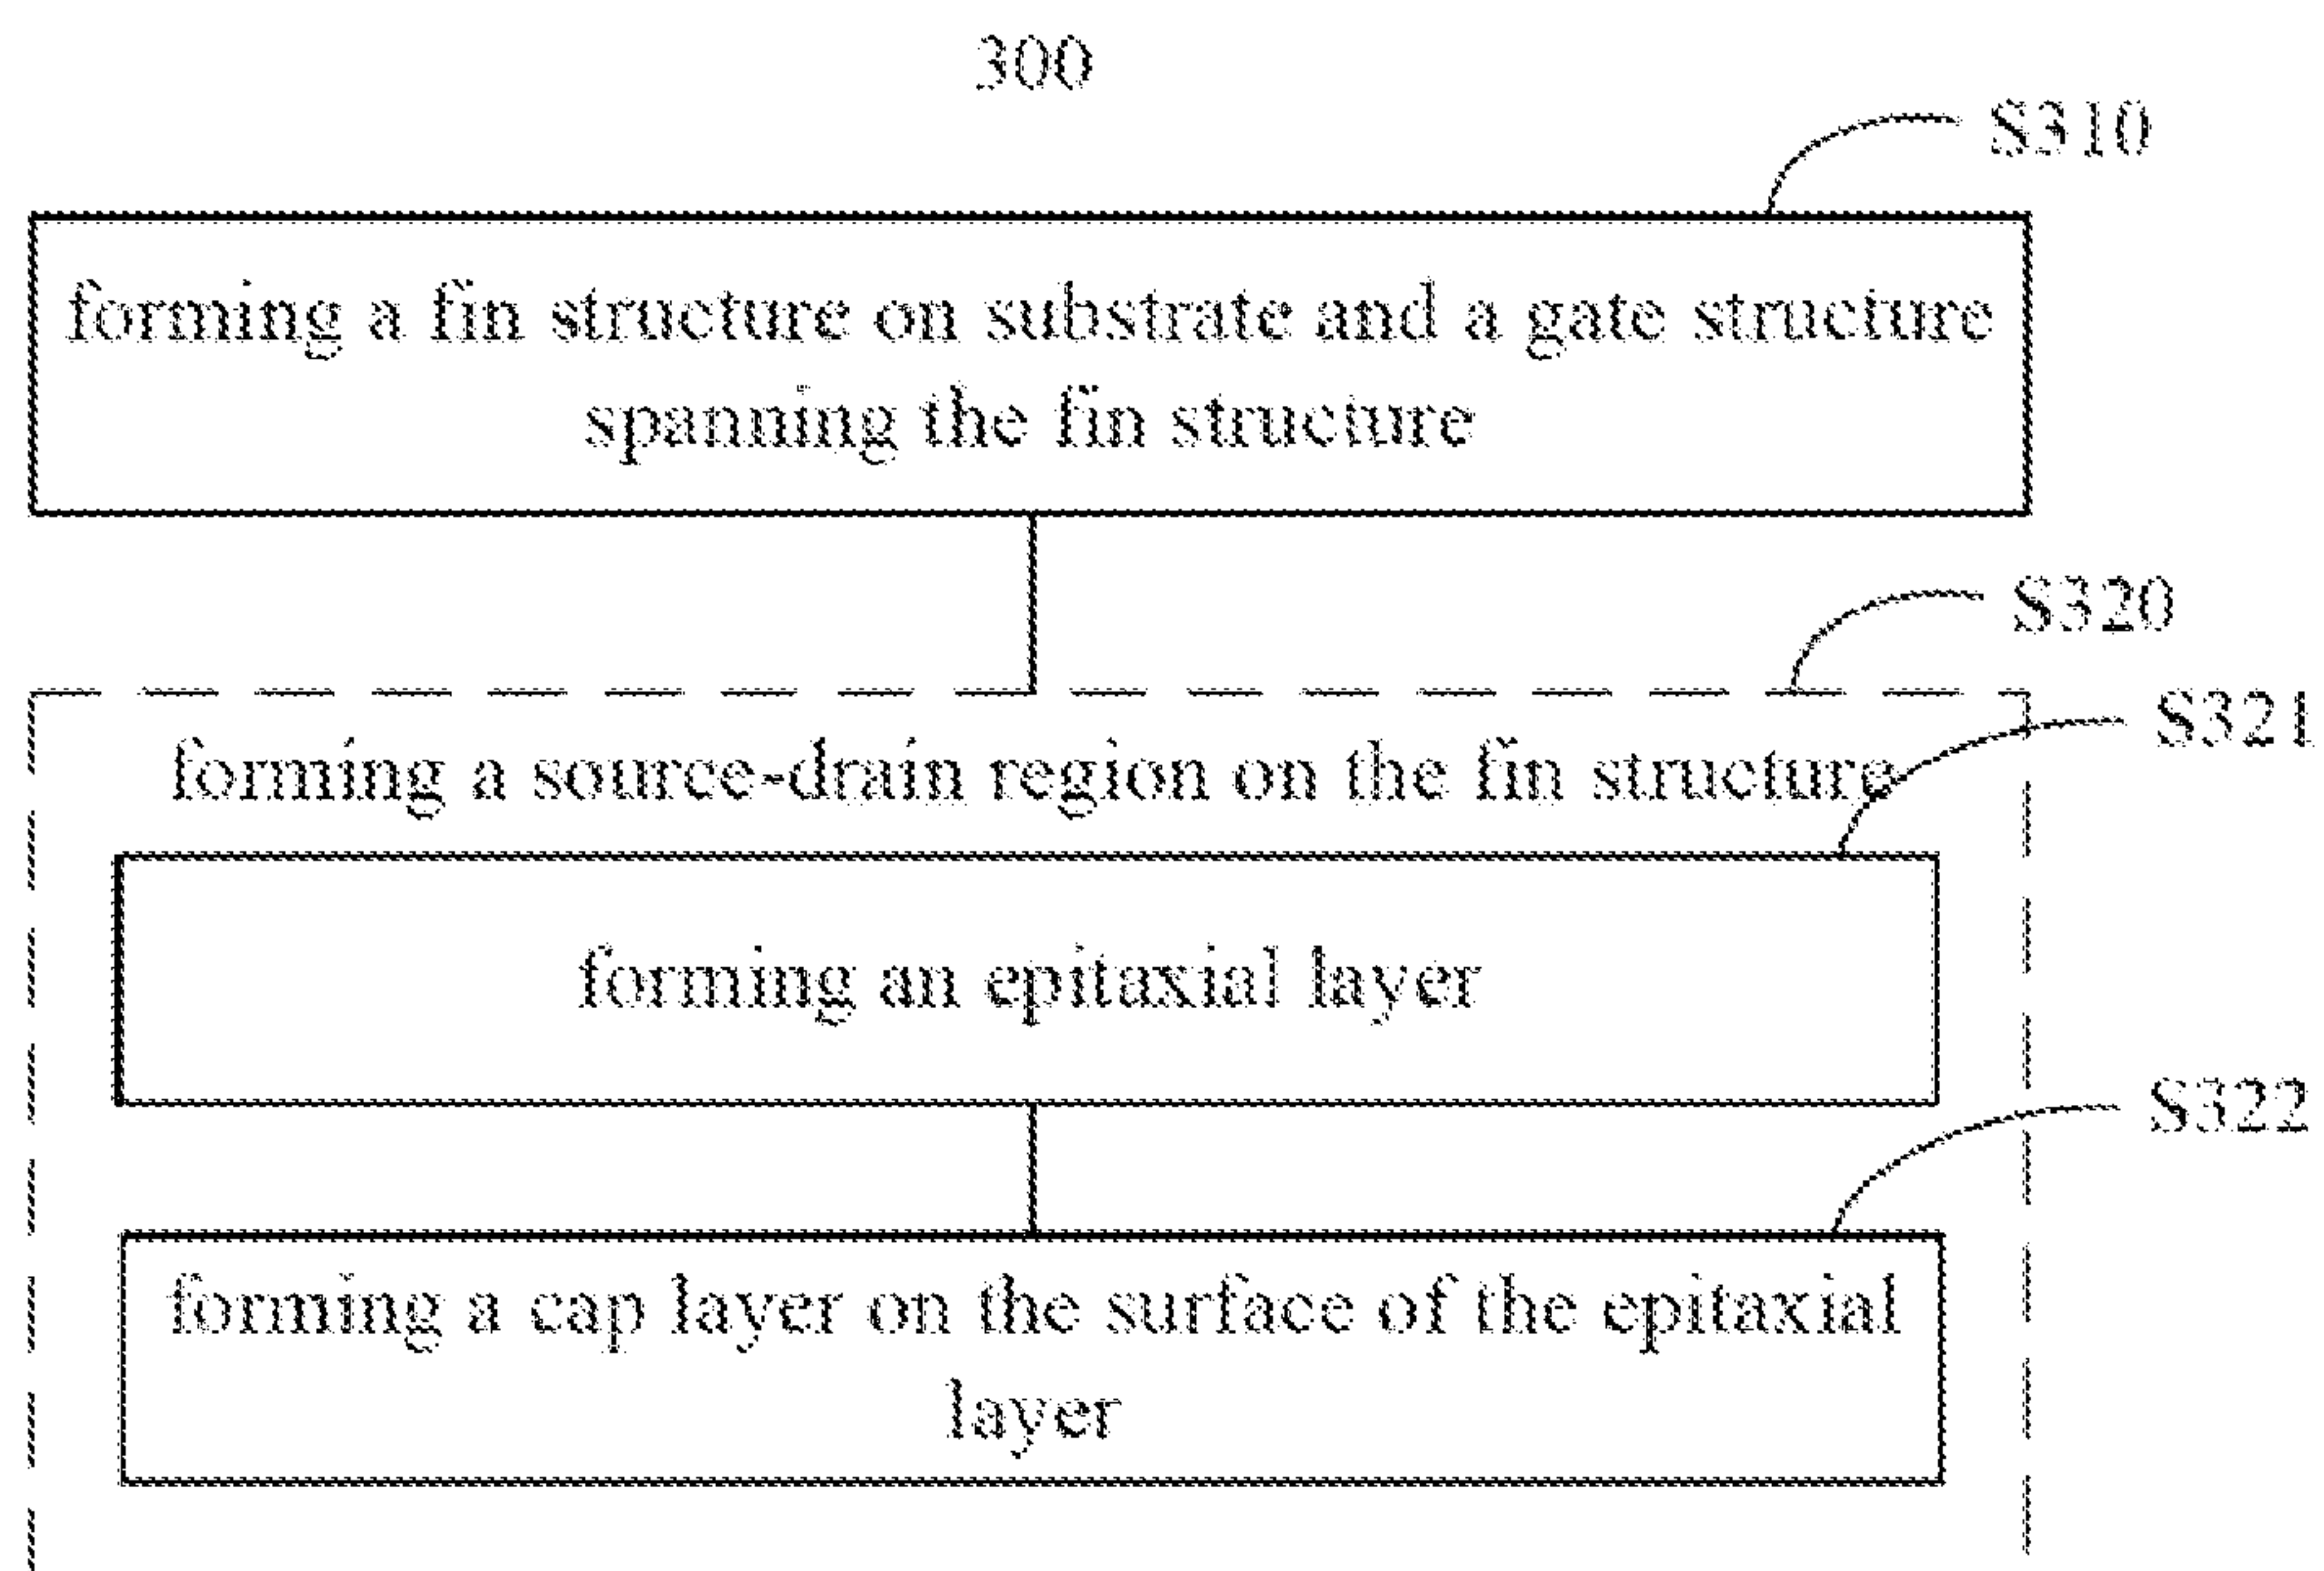 300
S310
forming a fin structure on substrate and a gate structure
spanning the fin structure
S320
S321
forming a source-drain region on the fin structure
forming an epitaxial layer
S322
forming a cap layer on the surface of the epitaxial
layer